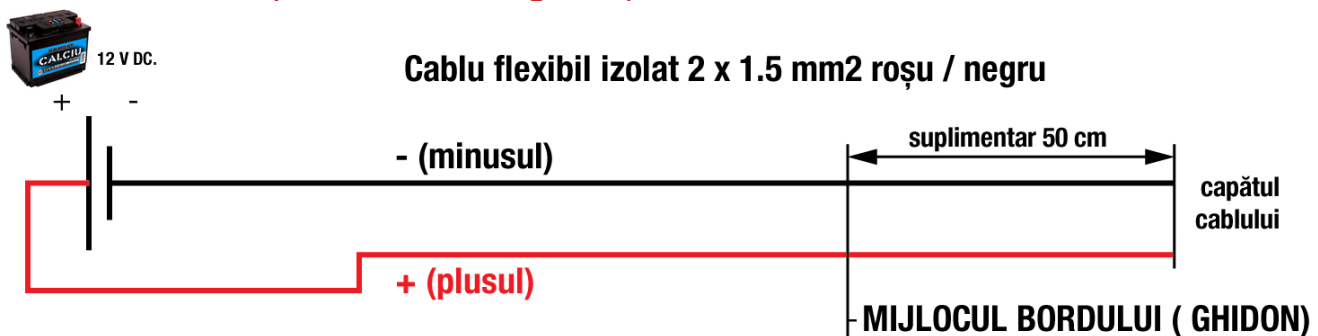 CALCIU
12 V DC.
Cablu flexibil izolat 2 x 1.5 mm2 roșu / negru
+ -
- (minusul)
suplimentar 50 cm
capătul
cablului
+ (plusul)
-MIJLOCUL BORDULUI ( GHIDON)